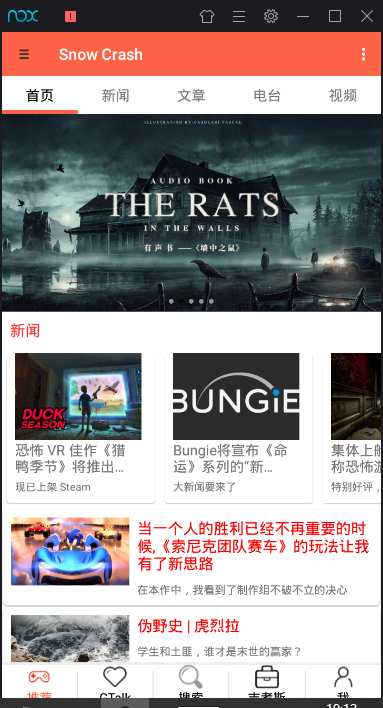 nox
Snow Crash
首页 新闻 文章 电台 视频
ILLUSTRATION BY:GANGLABS PASCAL
AUDIO BOOK
THE RATS
IN THE WALLS
有声书 ——《墙中之鼠》
新闻
DUCK
SEASON
恐怖 VR 佳作《猎
鸭季节》将推出...
现已上架 Steam
BUNGiE
Bungie将宣布《命
运》系列的“新...
大新闻要来了
集体上
称恐怖游
特别好评，
当一个人的胜利已经不再重要的时
候,《索尼克团队赛车》的玩法让我
有了新思路
在本作中，我看到了制作组不破不立的决心
伪野史 | 虎烈拉
学生和土匪，谁才是末世的赢家？
推荐 GTalk 搜索 吉考斯 我